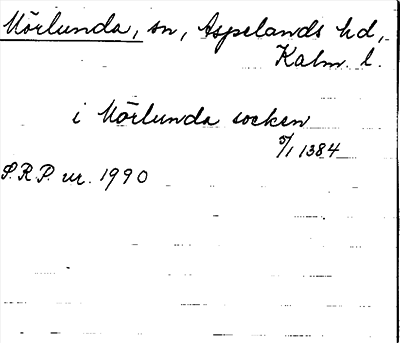 Mörlunda, sn, Aspelands hd,
Kalm. l.
i Mörlunda socken
5/1 1384
S.R.P. nr. 1990